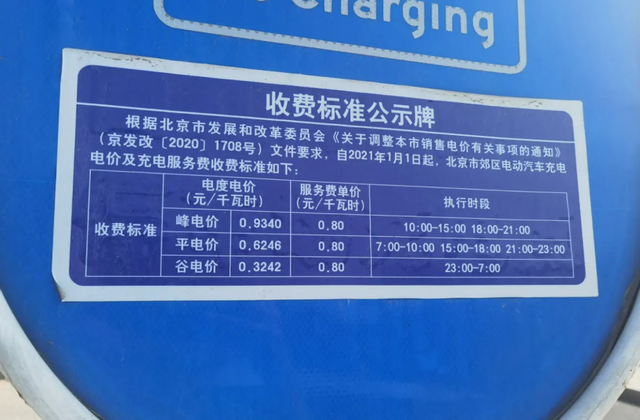 Charging
收费标准公示牌
根据北京市发展和改革委员会《关于调整本市销售电价有关事项的通知》
(京发改〔2020〕1708号)文件要求，自2021年1月1日起，北京市郊区电动汽车充电
电价及充电服务费收费标准如下：
收费标准 电度电价（元/千瓦时） 服务费单价（元/千瓦时） 执行时段
峰电价 0.9340 0.80 10:00-15:00 18:00-21:00
平电价 0.6246 0.80 7:00-10:00 15:00-18:00 21:00-23:00
谷电价 0.3242 0.80 23:00-7:00